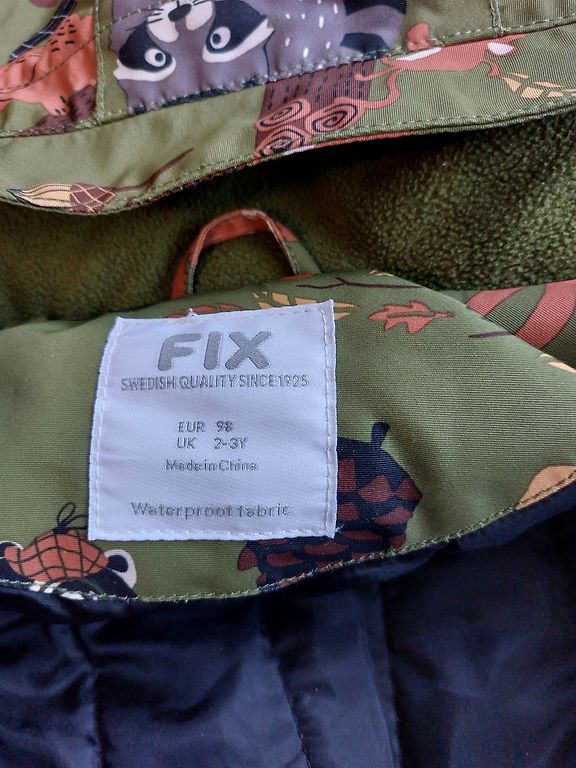 FIX
SWEDISH QUALITY SINCE 1925
EUR 98
UK 2-3Y
Made in China
Waterproof fabric